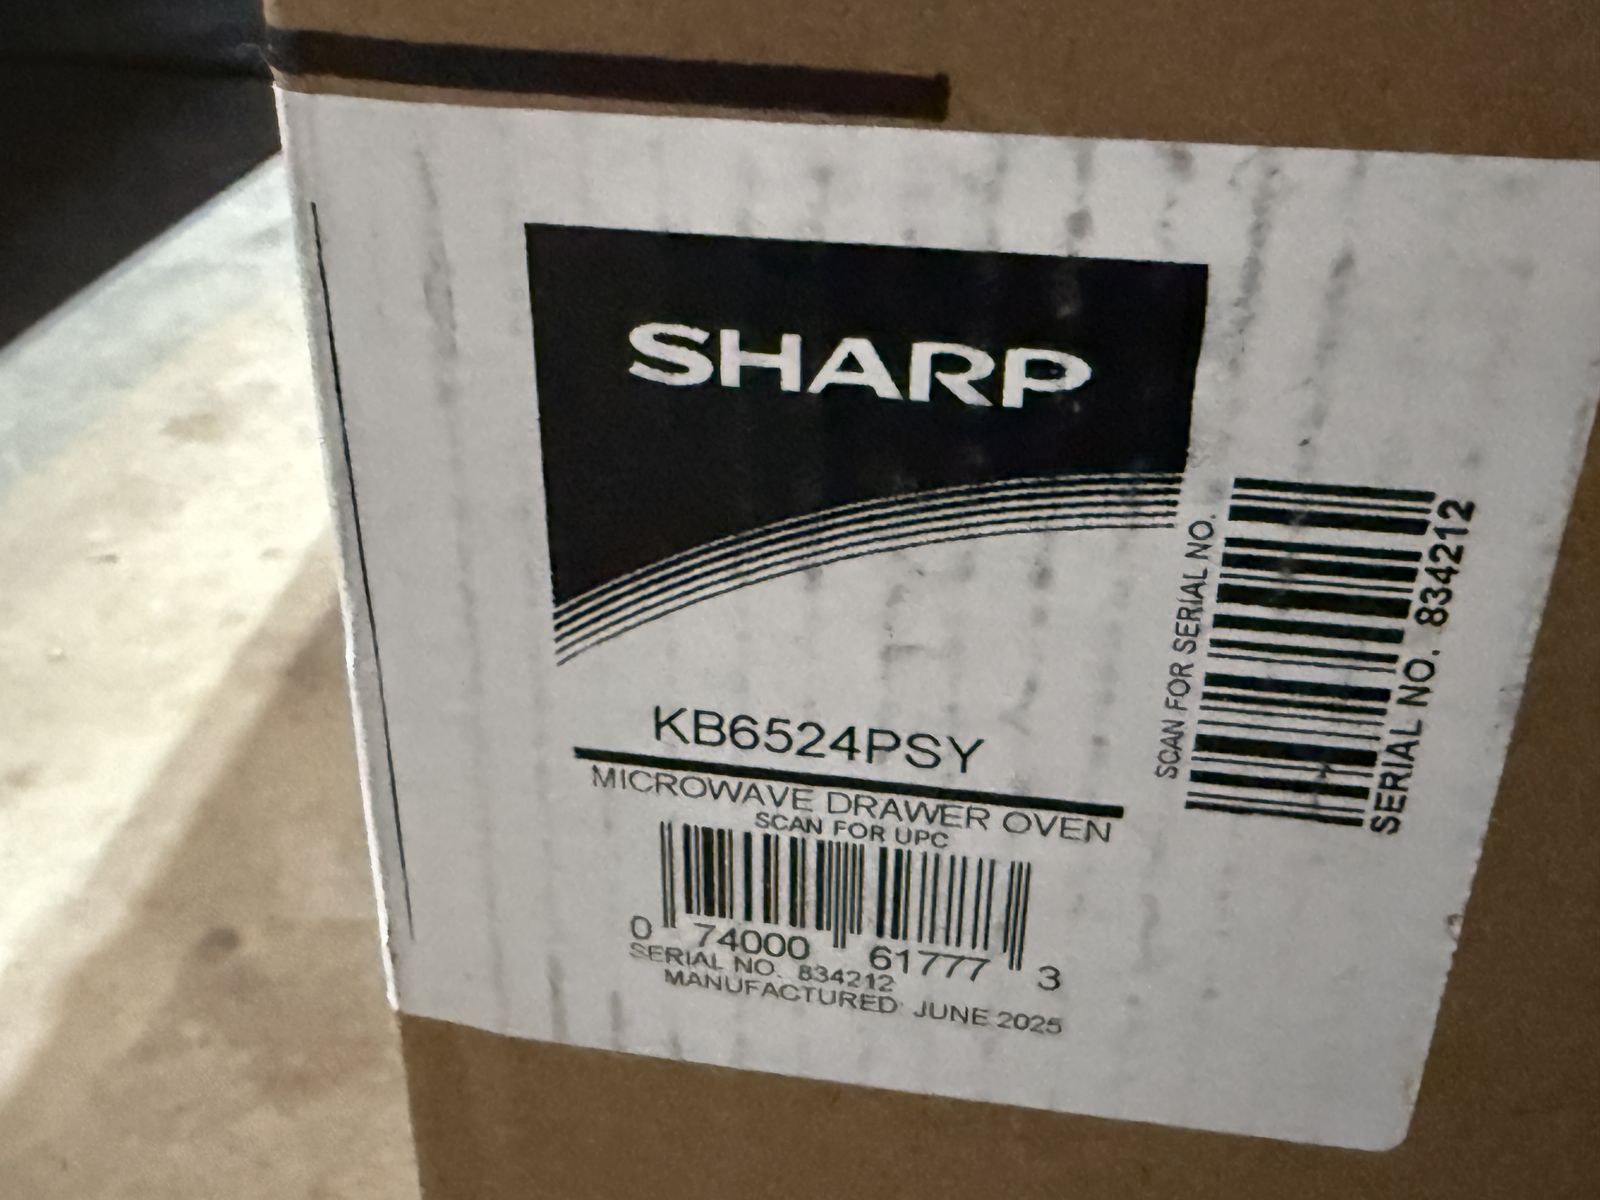 SHARP
KB6524PSY
MICROWAVE DRAWER OVEN
SCAN FOR UPC
0 74000 61777 3
SERIAL NO. 834212
MANUFACTURED JUNE 2025
SCAN FOR SERIAL NO.
SERIAL NO. 834212